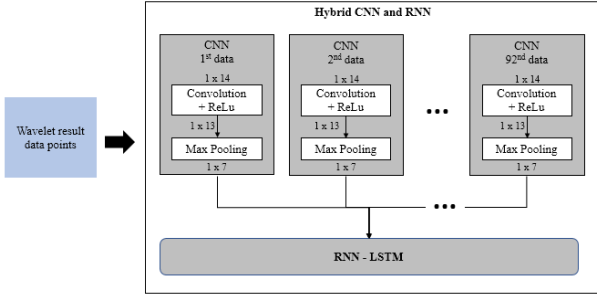 Hybrid CNN and RNN
CNN
1st data
1 x 14
Convolution
+ ReLu
1 x 13
Max Pooling
1 x 7
CNN
2nd data
1 x 14
Convolution
+ ReLu
1 x 13
Max Pooling
1 x 7
...
CNN
92nd data
1 x 14
Convolution
+ ReLu
1 x 13
Max Pooling
1 x 7
...
Wavelet result
data points
RNN - LSTM